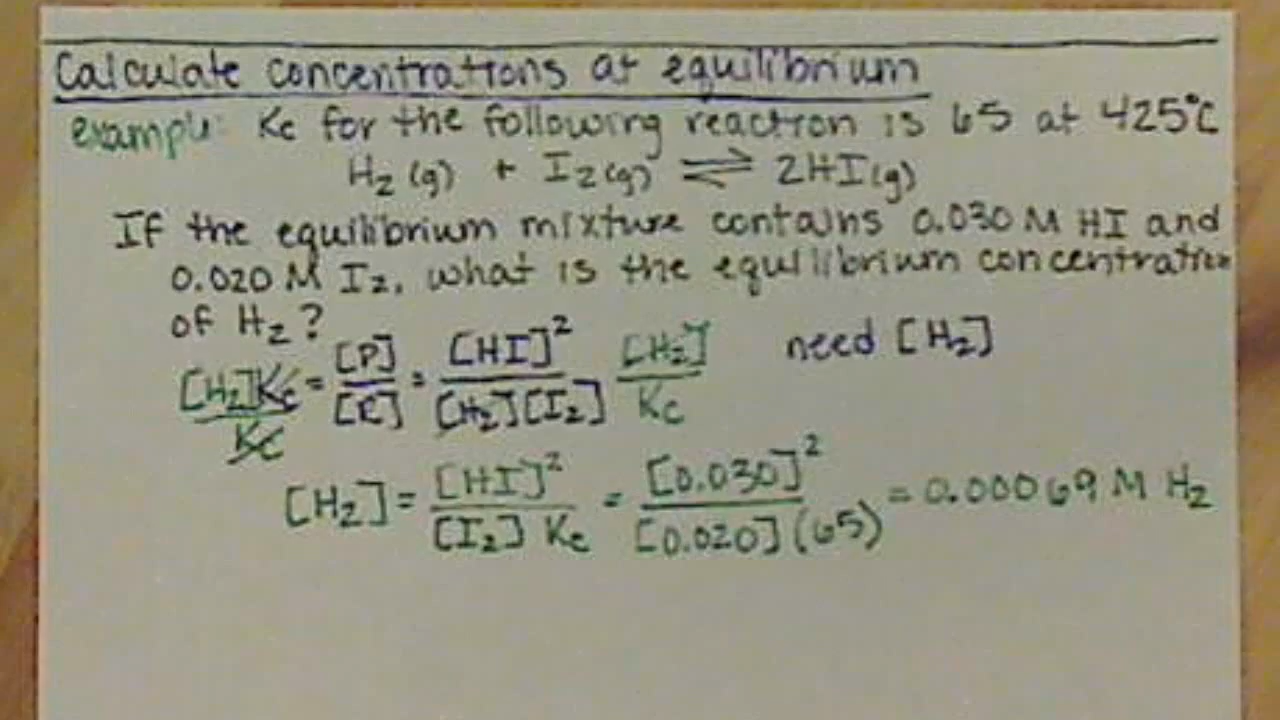 Calculate concentrations at equilibrium
example: Kc for the following reaction is 65 at 425°C
H₂(g) + I₂(g) ⇌ 2HI(g)
If the equilibrium mixture contains 0.030 M HI and
0.020 M I₂, what is the equilibrium concentration
of H₂?
need [H₂]
[H₂]Kc/Kc = [P]/[R] = [HI]²/[H₂][I₂] [H₂]/Kc
[H₂] = [HI]²/[I₂] Kc = [0.030]²/[0.020](65) = 0.00069 M H₂